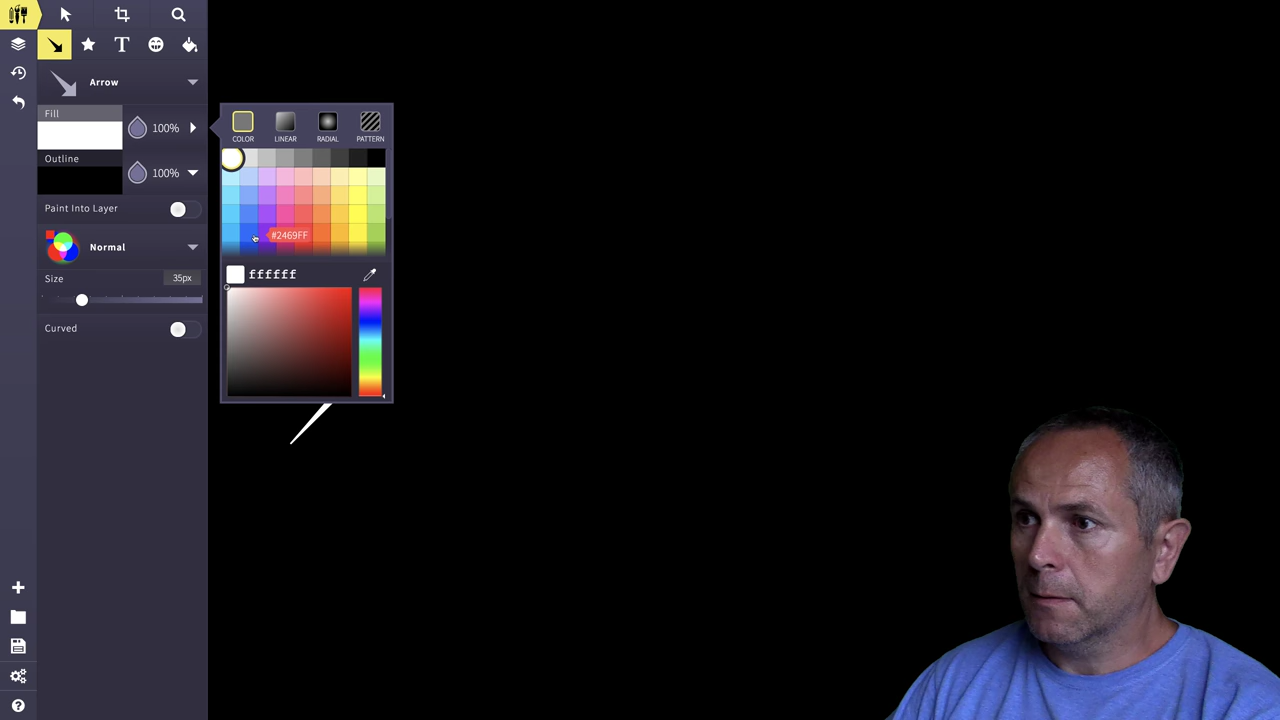 T
Arrow
Fill
100%
Outline
100%
Paint Into Layer
Normal
Size
35px
Curved
COLOR
LINEAR
RADIAL
PATTERN
#2469FF
ffffff
?